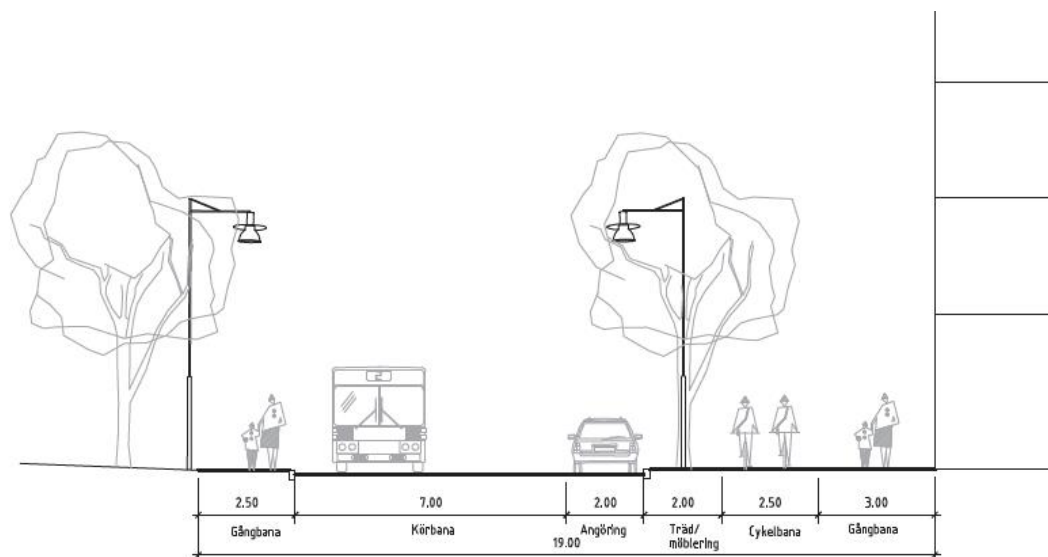 2.50 7.00 2.00 2.00 2.50 3.00
Gångbana Körbana Angöring Träd/ Cykelbana Gångbana
möblering
19.00